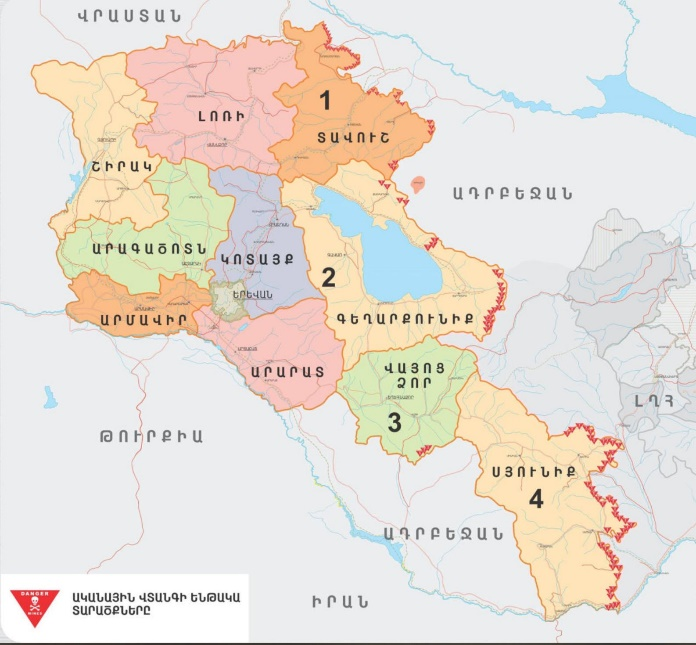 ՎՐԱՍՏԱՆ
ԼՈՌԻ
1
ՏԱՎՈՒՇ
ՇԻՐԱԿ
ԱԴՐԲԵՋԱՆ
ԱՐԱԳԱԾՈՏՆ
ԿՈՏԱՅՔ
2
ԵՐԵՎԱՆ
ԱՐՄԱՎԻՐ
ԳԵՂԱՐՔՈՒՆԻՔ
ԱՐԱՐԱՏ
ՎԱՅՈՑ
ՁՈՐ
3
ԼՂՀ
ԹՈՒՐՔԻԱ
ՍՅՈՒՆԻՔ
4
ԱԴՐԲԵՋԱՆ
ԻՐԱՆ
DANGER
MINES
ԱԿԱՆԱՅԻՆ ՎՏԱՆԳԻ ԵՆԹԱԿԱ
ՏԱՐԱԾՔՆԵՐԸ